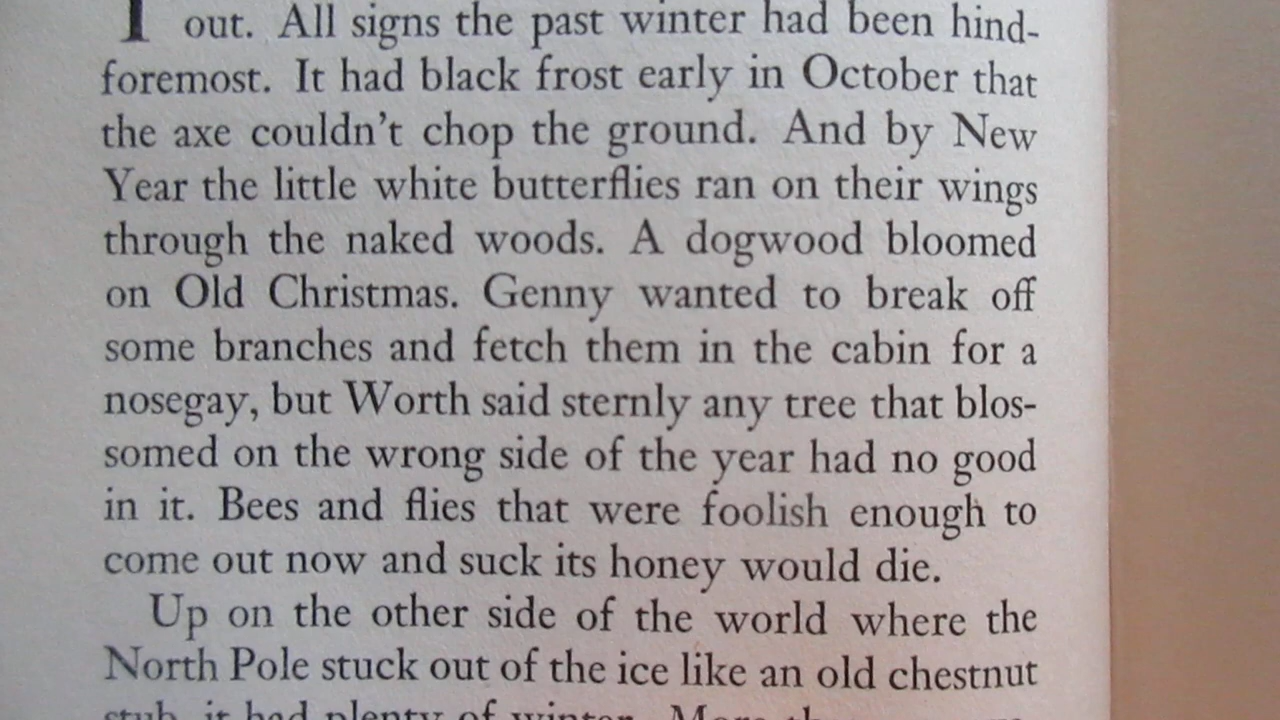 out. All signs the past winter had been hind-
foremost. It had black frost early in October that
the axe couldn't chop the ground. And by New
Year the little white butterflies ran on their wings
through the naked woods. A dogwood bloomed
on Old Christmas. Genny wanted to break off
some branches and fetch them in the cabin for a
nosegay, but Worth said sternly any tree that blos-
somed on the wrong side of the year had no good
in it. Bees and flies that were foolish enough to
come out now and suck its honey would die.
Up on the other side of the world where the
North Pole stuck out of the ice like an old chestnut
stub, it had plenty of winter.